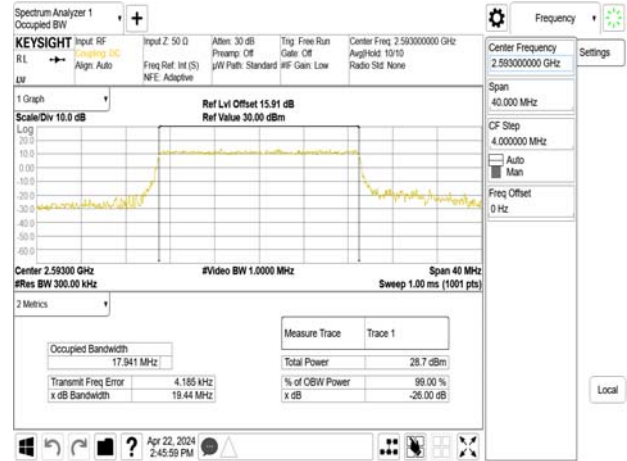 Spectrum Analyzer 1
Occupied BW
Frequency
KEYSIGHT
RL
LXI
Input: RF
Coupling: DC
Align: Auto
Input Z: 50 Ω
Freq Ref: Int (S)
NFE: Adaptive
Atten: 30 dB
Preamp: Off
µW Path: Standard
Trig: Free Run
Gate: Off
#IF Gain: Low
Center Freq: 2.593000000 GHz
Avg|Hold: 10/10
Radio Std: None
Center Frequency
2.593000000 GHz
Settings
Span
40.000 MHz
CF Step
4.000000 MHz
Auto
Man
Freq Offset
0 Hz
Local
1 Graph
Scale/Div 10.0 dB
Ref Lvl Offset 15.91 dB
Ref Value 30.00 dBm
Log
20.0
10.0
0.00
-10.0
-20.0
-30.0
-40.0
-50.0
-60.0
Center 2.59300 GHz
#Res BW 300.00 kHz
#Video BW 1.0000 MHz
Span 40 MHz
Sweep 1.00 ms (1001 pts)
2 Metrics
Occupied Bandwidth
17.941 MHz
Transmit Freq Error 4.185 kHz
x dB Bandwidth 19.44 MHz
Measure Trace Trace 1
Total Power 28.7 dBm
% of OBW Power 99.00 %
x dB -26.00 dB
Apr 22, 2024
2:45:59 PM